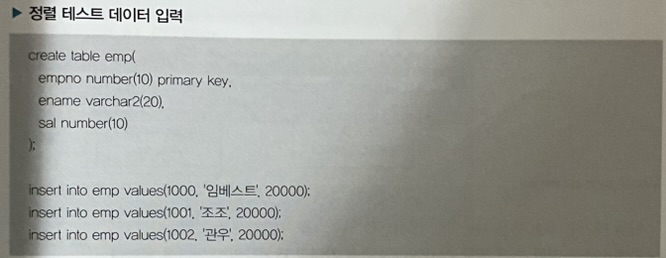 ▶ 정렬 테스트 데이터 입력
create table emp(
empno number(10) primary key,
ename varchar2(20),
sal number(10)
);
insert into emp values(1000, '임베스트', 20000);
insert into emp values(1001, '조조', 20000);
insert into emp values(1002, '관우', 20000);